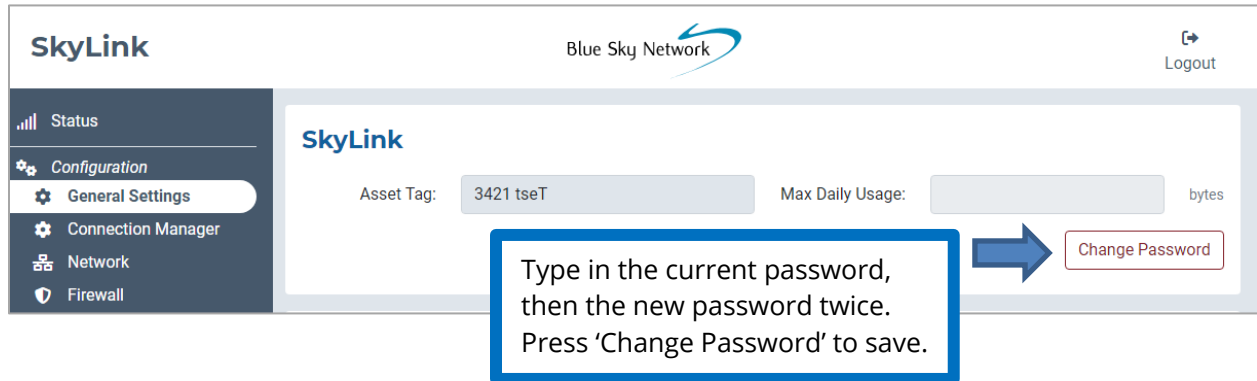 SkyLink
Blue Sky Network
Logout
Status
Configuration
General Settings
Connection Manager
Network
Firewall
SkyLink
Asset Tag: 3421 tseT Max Daily Usage: bytes
Change Password
Type in the current password,
then the new password twice.
Press ‘Change Password’ to save.